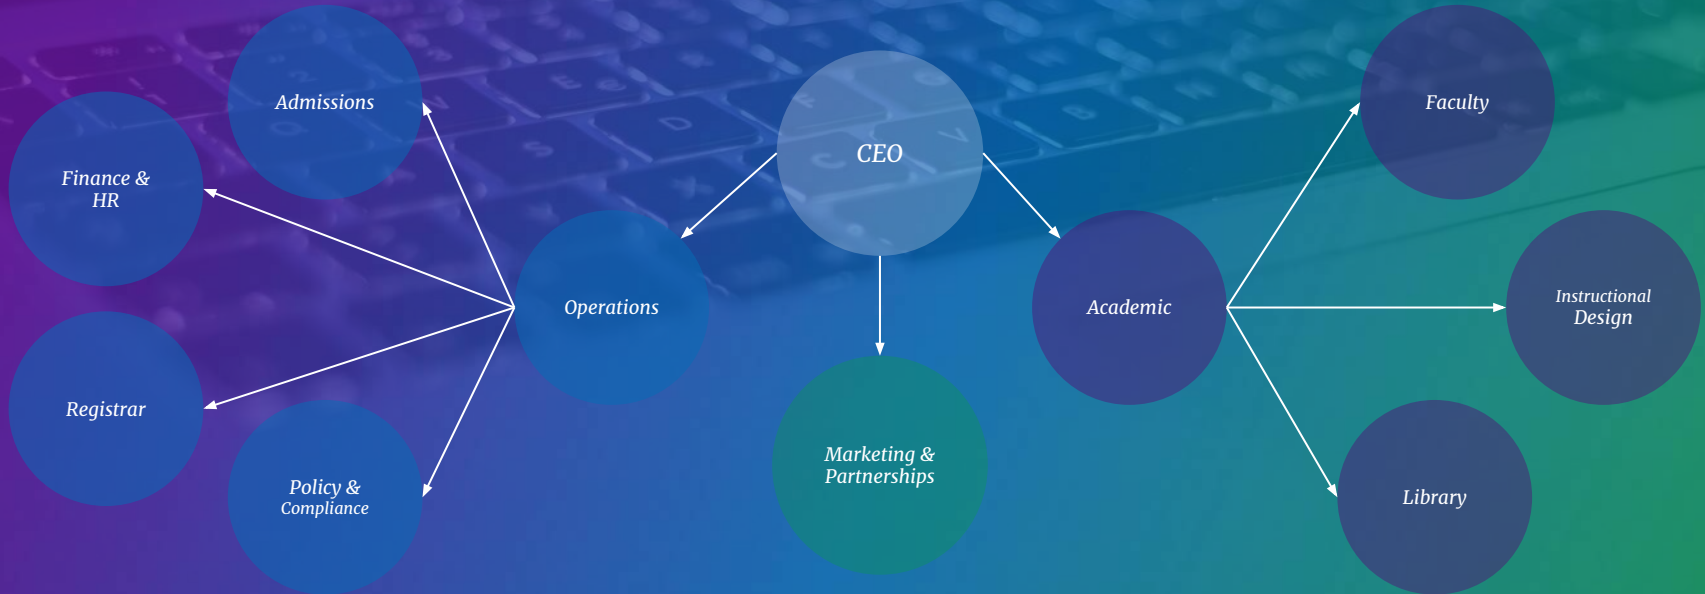 CEO
Operations
Admissions
Finance &
HR
Registrar
Policy &
Compliance
Marketing &
Partnerships
Academic
Faculty
Instructional
Design
Library